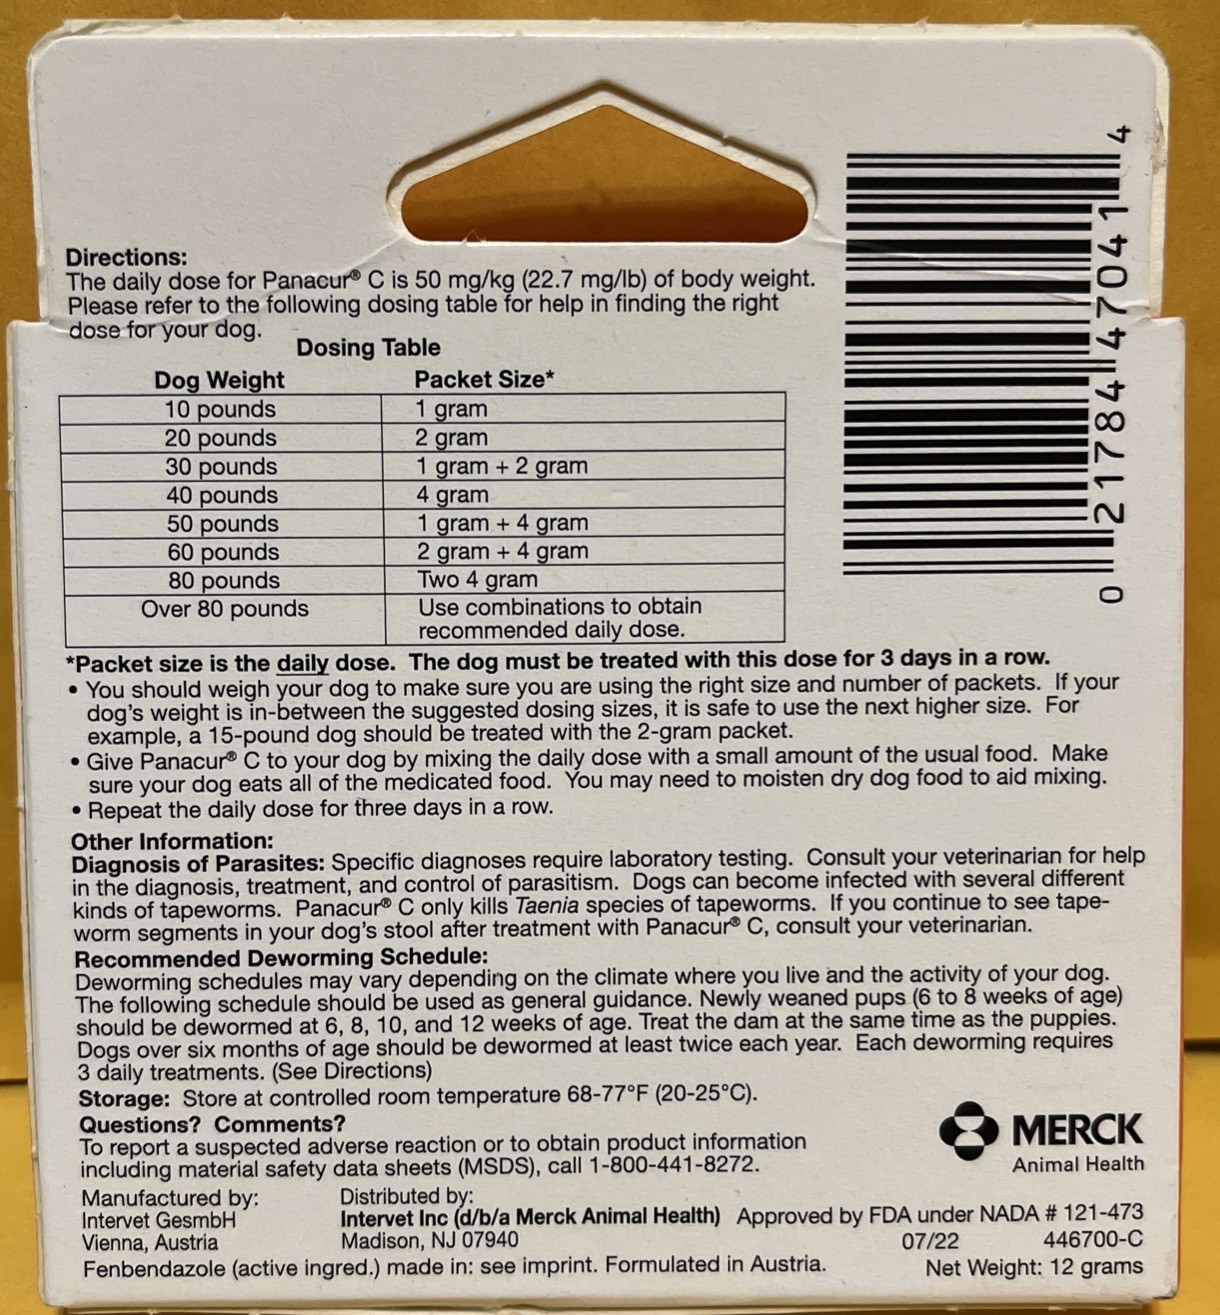 Directions:
The daily dose for Panacur® C is 50 mg/kg (22.7 mg/lb) of body weight.
Please refer to the following dosing table for help in finding the right
dose for your dog.
Dosing Table
Dog Weight Packet Size*
10 pounds 1 gram
20 pounds 2 gram
30 pounds 1 gram + 2 gram
40 pounds 4 gram
50 pounds 1 gram + 4 gram
60 pounds 2 gram + 4 gram
80 pounds Two 4 gram
Over 80 pounds Use combinations to obtain
recommended daily dose.
0 21784 47041 4
*Packet size is the daily dose. The dog must be treated with this dose for 3 days in a row.
• You should weigh your dog to make sure you are using the right size and number of packets. If your
dog's weight is in-between the suggested dosing sizes, it is safe to use the next higher size. For
example, a 15-pound dog should be treated with the 2-gram packet.
• Give Panacur® C to your dog by mixing the daily dose with a small amount of the usual food. Make
sure your dog eats all of the medicated food. You may need to moisten dry dog food to aid mixing.
• Repeat the daily dose for three days in a row.
Other Information:
Diagnosis of Parasites: Specific diagnoses require laboratory testing. Consult your veterinarian for help
in the diagnosis, treatment, and control of parasitism. Dogs can become infected with several different
kinds of tapeworms. Panacur® C only kills Taenia species of tapeworms. If you continue to see tape-
worm segments in your dog's stool after treatment with Panacur® C, consult your veterinarian.
Recommended Deworming Schedule:
Deworming schedules may vary depending on the climate where you live and the activity of your dog.
The following schedule should be used as general guidance. Newly weaned pups (6 to 8 weeks of age)
should be dewormed at 6, 8, 10, and 12 weeks of age. Treat the dam at the same time as the puppies.
Dogs over six months of age should be dewormed at least twice each year. Each deworming requires
3 daily treatments. (See Directions)
Storage: Store at controlled room temperature 68-77°F (20-25°C).
Questions? Comments?
To report a suspected adverse reaction or to obtain product information
including material safety data sheets (MSDS), call 1-800-441-8272.
MERCK
Animal Health
Manufactured by:
Intervet GesmbH
Vienna, Austria
Distributed by:
Intervet Inc (d/b/a Merck Animal Health)
Madison, NJ 07940
Approved by FDA under NADA # 121-473
07/22 446700-C
Fenbendazole (active ingred.) made in: see imprint. Formulated in Austria.
Net Weight: 12 grams